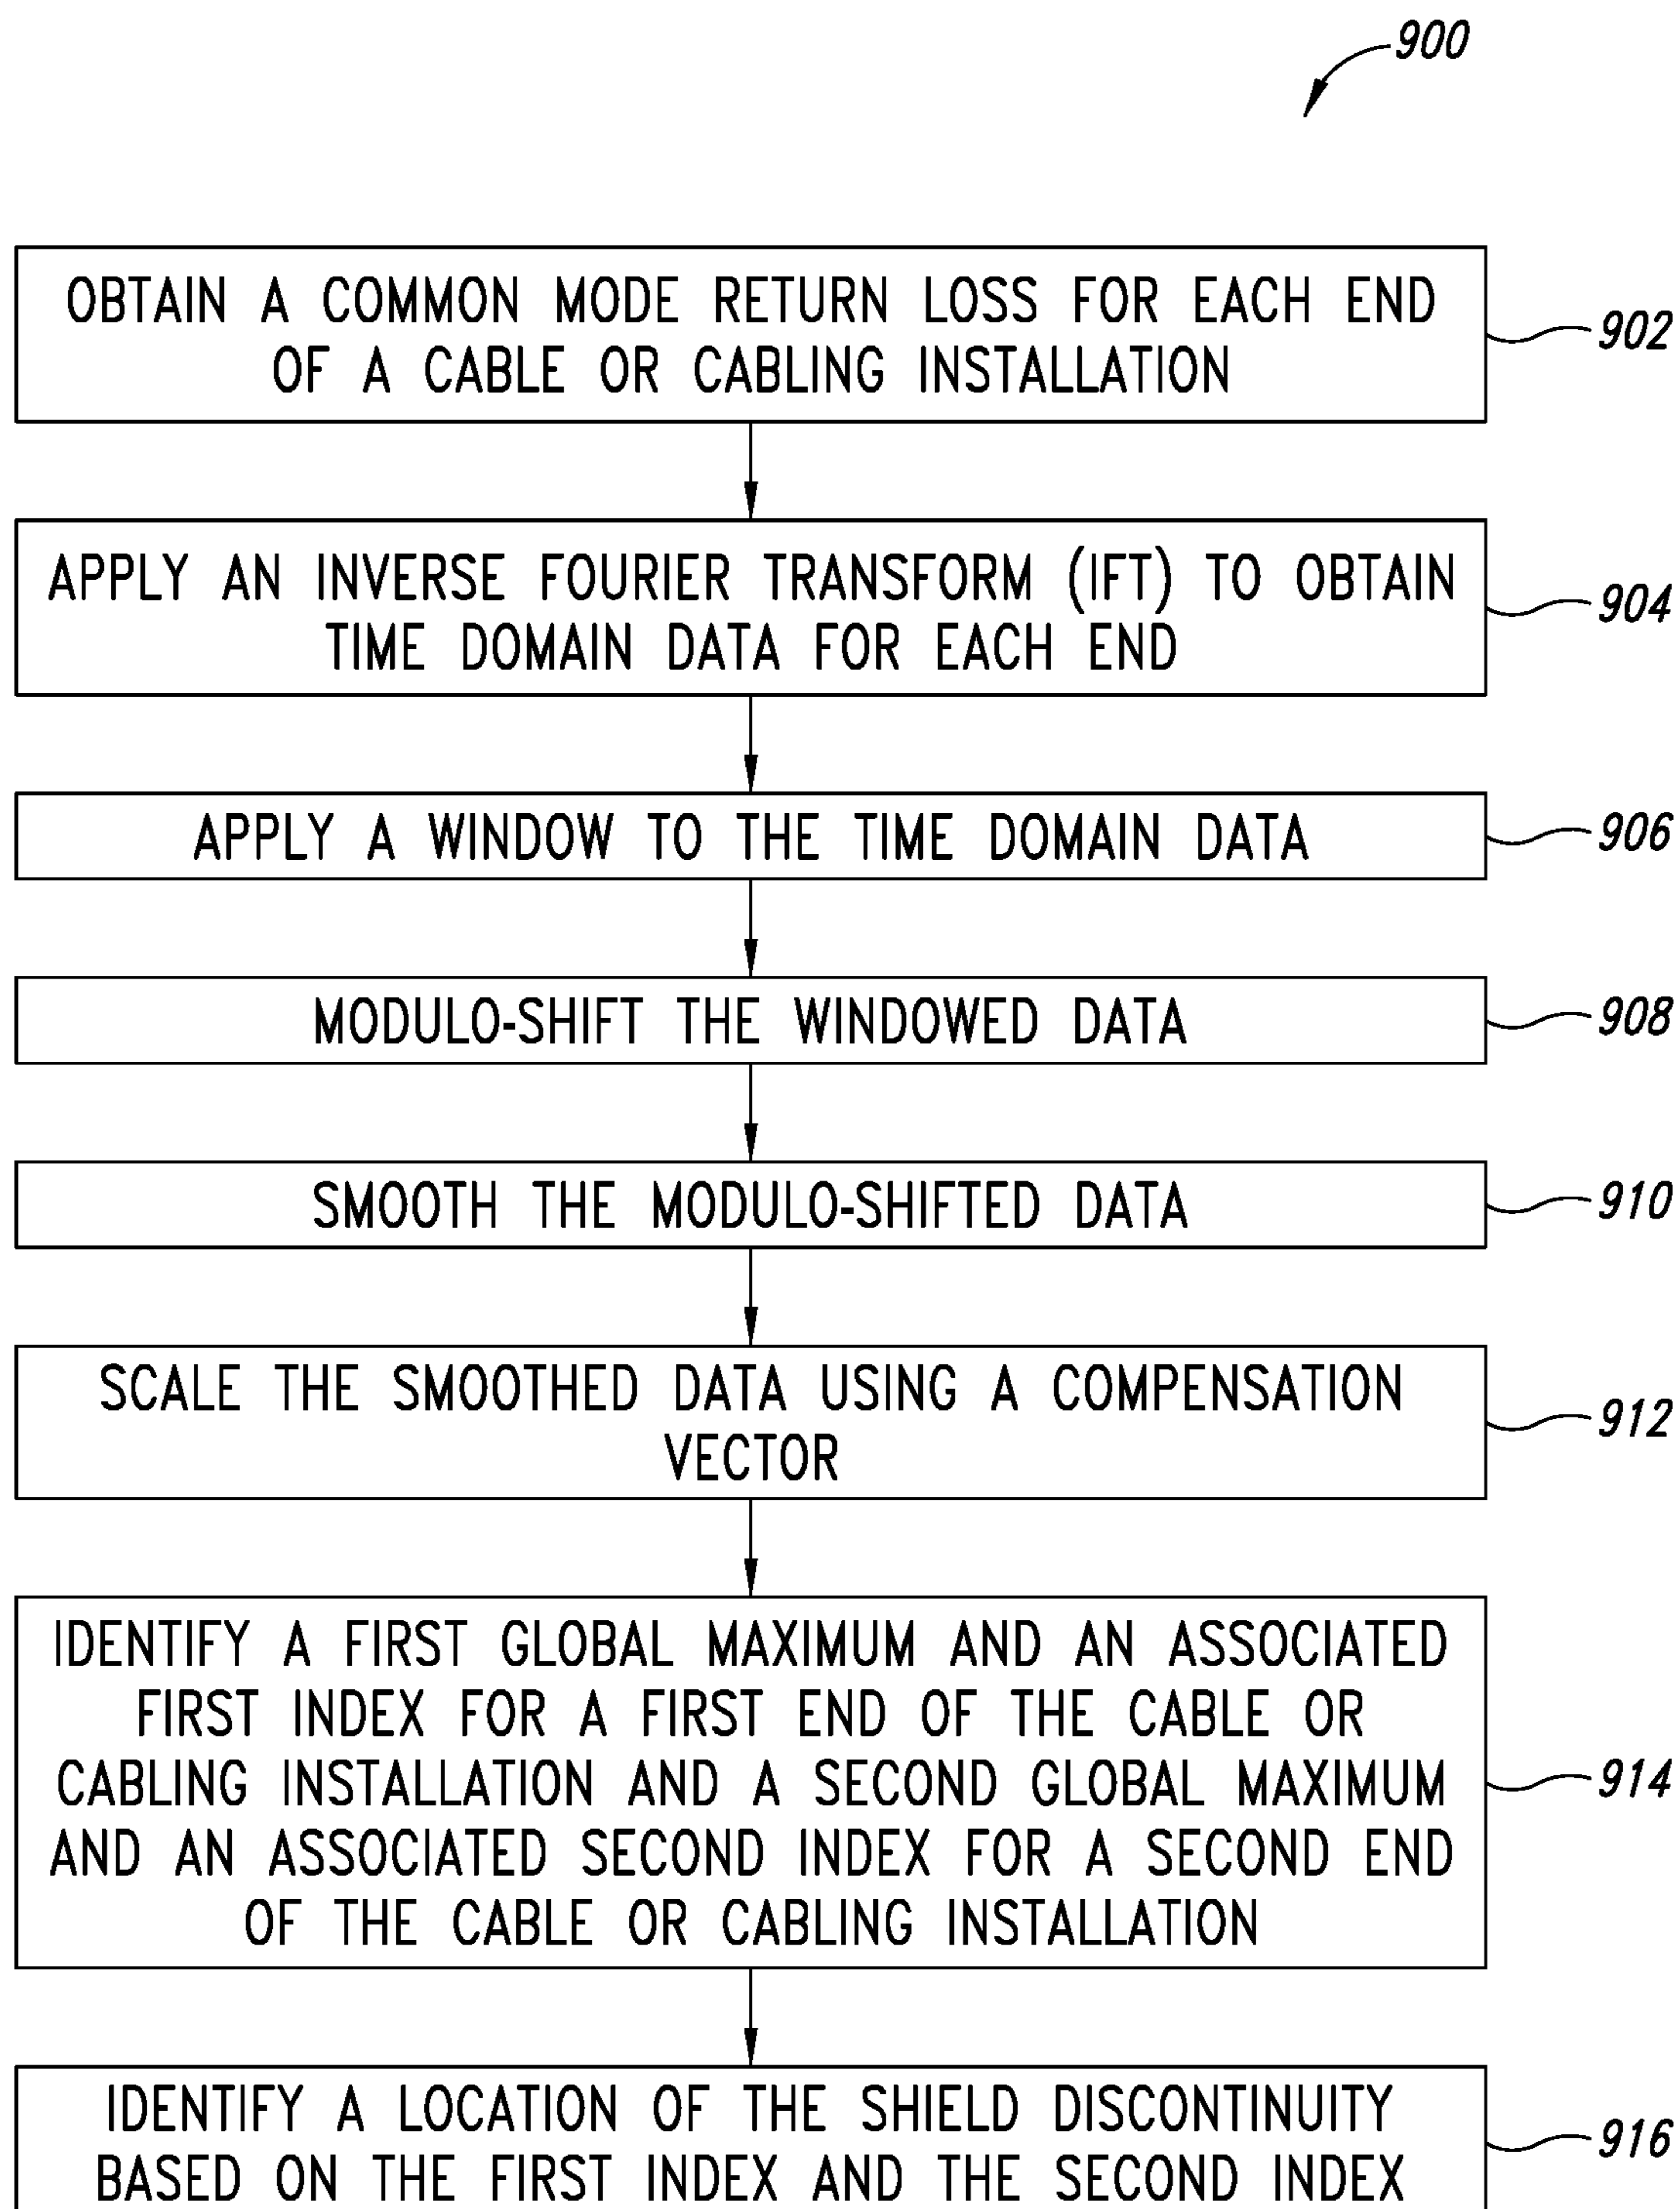 900
OBTAIN A COMMON MODE RETURN LOSS FOR EACH END
OF A CABLE OR CABLING INSTALLATION
902
APPLY AN INVERSE FOURIER TRANSFORM (IFT) TO OBTAIN
TIME DOMAIN DATA FOR EACH END
904
APPLY A WINDOW TO THE TIME DOMAIN DATA
906
MODULO-SHIFT THE WINDOWED DATA
908
SMOOTH THE MODULO-SHIFTED DATA
910
SCALE THE SMOOTHED DATA USING A COMPENSATION
VECTOR
912
IDENTIFY A FIRST GLOBAL MAXIMUM AND AN ASSOCIATED
FIRST INDEX FOR A FIRST END OF THE CABLE OR
CABLING INSTALLATION AND A SECOND GLOBAL MAXIMUM
AND AN ASSOCIATED SECOND INDEX FOR A SECOND END
OF THE CABLE OR CABLING INSTALLATION
914
IDENTIFY A LOCATION OF THE SHIELD DISCONTINUITY
BASED ON THE FIRST INDEX AND THE SECOND INDEX
916